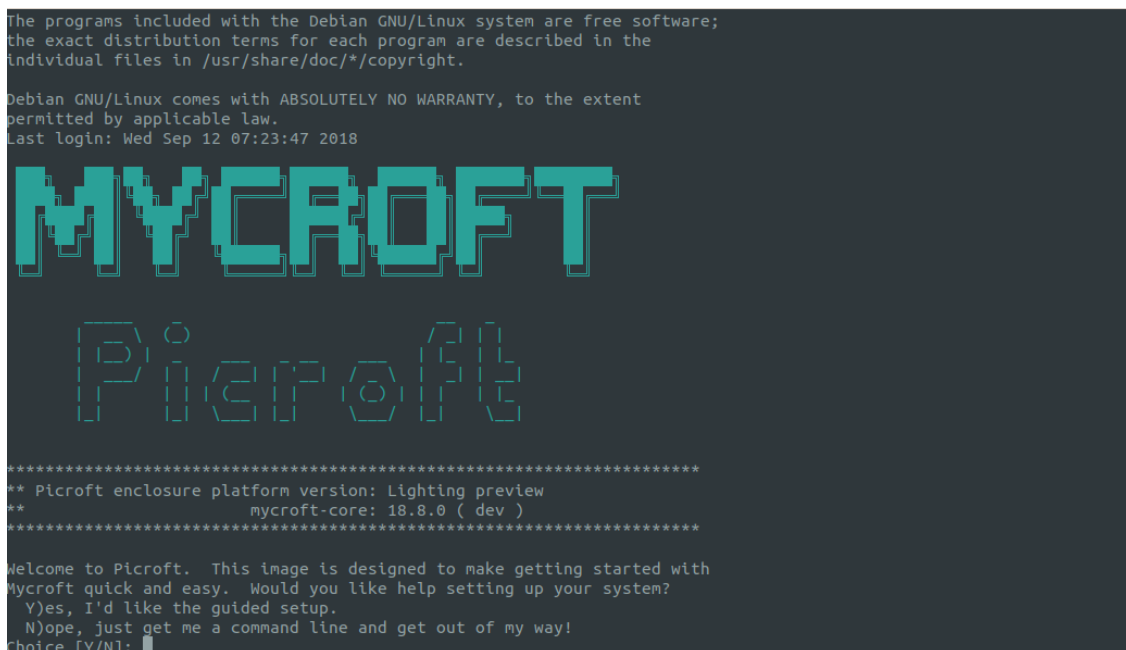 The programs included with the Debian GNU/Linux system are free software;
the exact distribution terms for each program are described in the
individual files in /usr/share/doc/*/copyright.
Debian GNU/Linux comes with ABSOLUTELY NO WARRANTY, to the extent
permitted by applicable law.
Last login: Wed Sep 12 07:23:47 2018
MYCROFT
Picroft
***********************************************************************
** Picroft enclosure platform version: Lighting preview
**                       mycroft-core: 18.8.0 ( dev )
***********************************************************************
Welcome to Picroft.  This image is designed to make getting started with
Mycroft quick and easy.  Would you like help setting up your system?
  Y)es, I'd like the guided setup.
  N)ope, just get me a command line and get out of my way!
Choice [Y/N]: